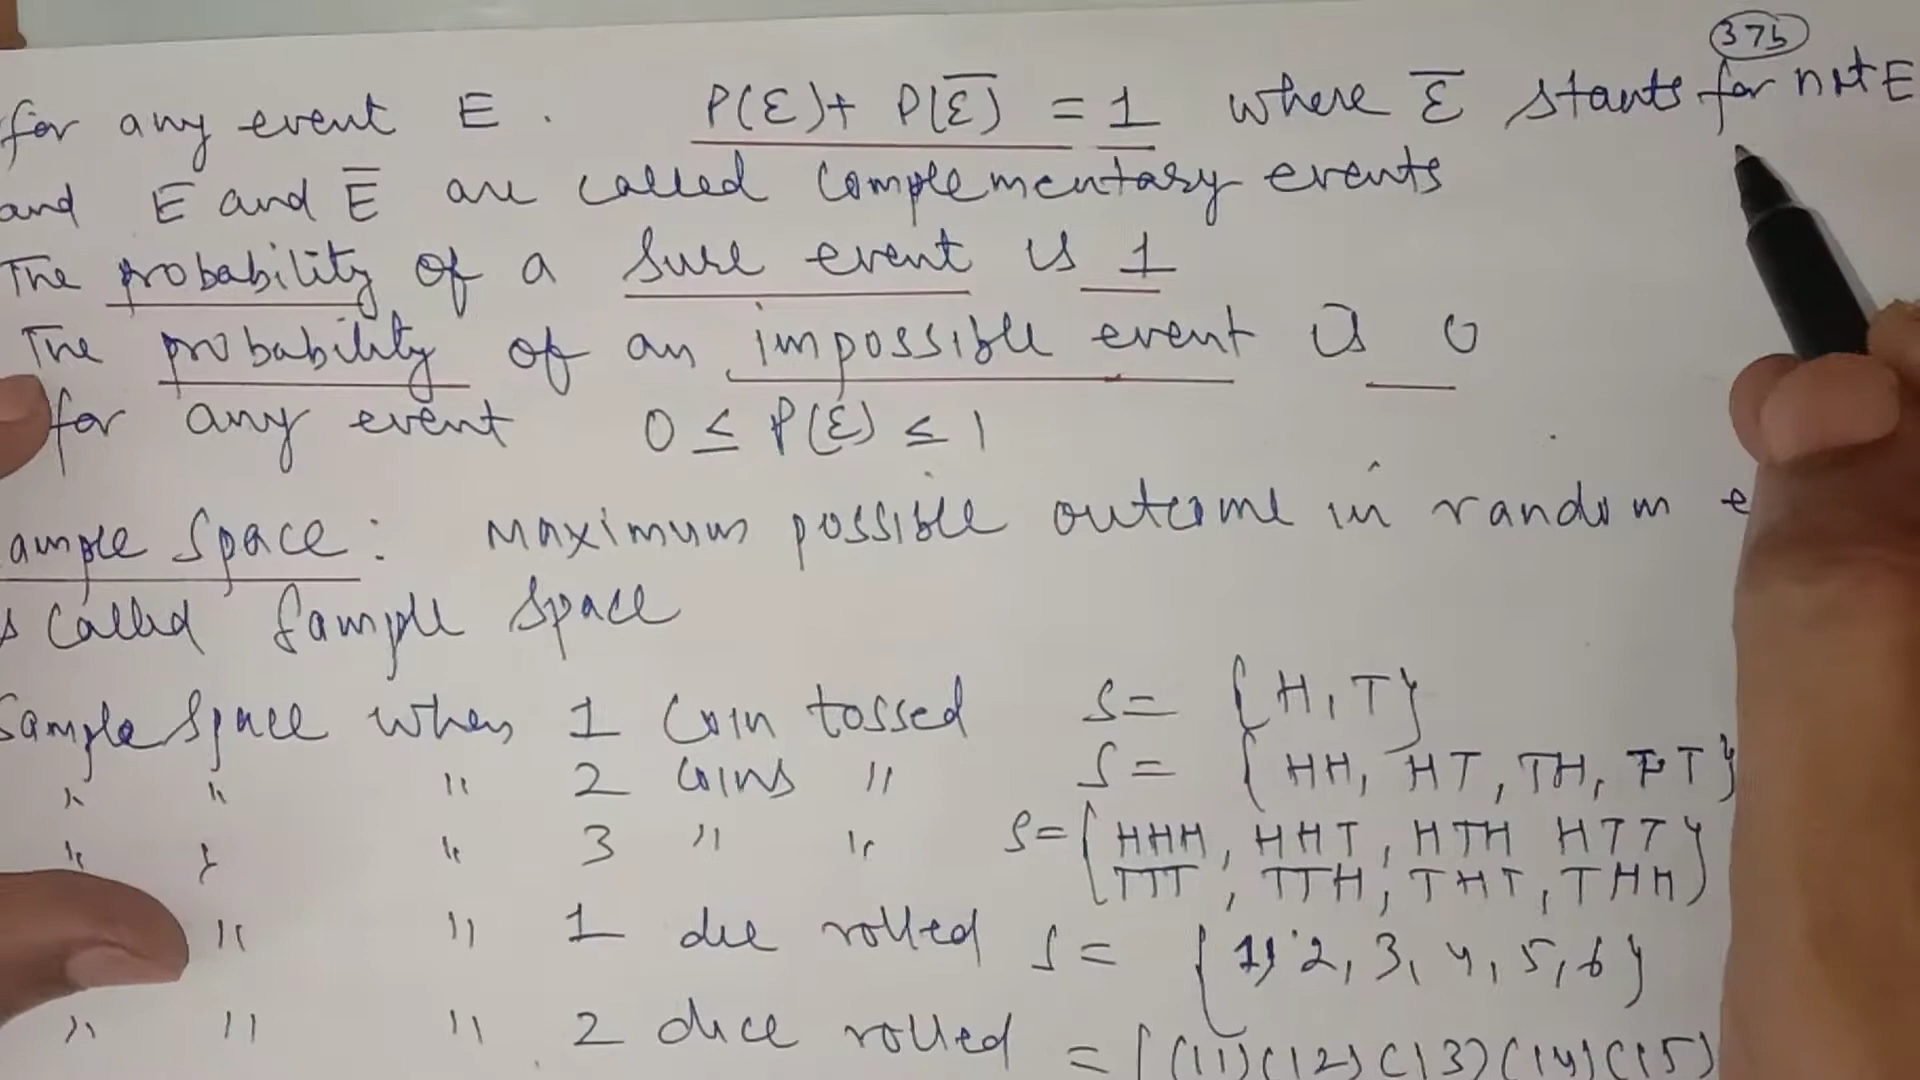 375
for any event E. P(E)+ P(E̅) = 1 where E̅ stants for not E
and E and E̅ are called complementary events
The probability of a sure event is 1
The probability of an impossible event is 0
for any event 0 ≤ P(E) ≤ 1
ample space: Maximum possible outcome in random e
s called Sample space
Sample Space when 1 Coin tossed S= {H, T}
" " " 2 coins " S= {HH, HT, TH, TT}
" " " 3 " " S= {HHH, HHT, HTH HTT
TTT, TTH, THT, THH}
" " 1 die rolled S= {1, 2, 3, 4, 5, 6}
" " " 2 dice rolled = {(11)(12)(13)(14)(15)